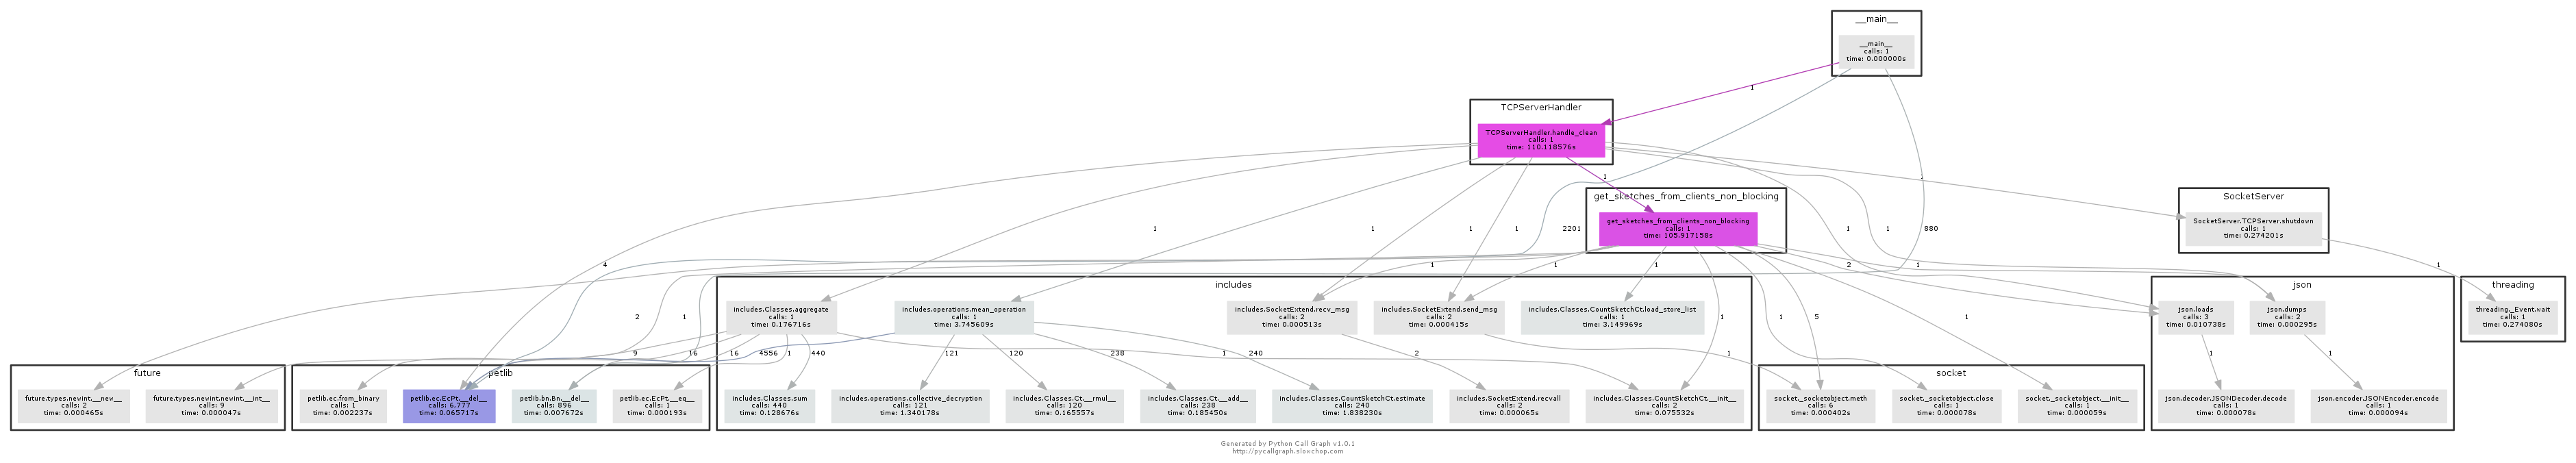 __main__
__main__
calls: 1
time: 0.000000s
1
TCPServerHandler
TCPServerHandler.handle_clean
calls: 1
time: 110.118576s
1
get_sketches_from_clients_non_blocking
get_sketches_from_clients_non_blocking
calls: 1
time: 105.917158s
SocketServer
SocketServer.TCPServer.shutdown
calls: 1
time: 0.274201s
1
1
1
1
2201
880
1
1
4
1
1
1
2
1
1
includes
includes.Classes.aggregate
calls: 1
time: 0.176716s
includes.operations.mean_operation
calls: 1
time: 3.745609s
includes.SocketExtend.recv_msg
calls: 2
time: 0.000513s
includes.SocketExtend.send_msg
calls: 2
time: 0.000415s
includes.Classes.CountSketchCt.load_store_list
calls: 1
time: 3.149969s
json
json.loads
calls: 3
time: 0.010738s
json.dumps
calls: 2
time: 0.000295s
threading
threading._Event.wait
calls: 1
time: 0.274080s
2
1
1
1
5
1
9
16
16
4556
1
440
121
120
238
240
1
2
1
1
1
future
future.types.newint.__new__
calls: 2
time: 0.000465s
future.types.newint.newint.__int__
calls: 9
time: 0.000047s
petlib
petlib.ec.from_binary
calls: 1
time: 0.002237s
petlib.ec.EcPt.__del__
calls: 6.777
time: 0.065717s
petlib.bn.Bn.__del__
calls: 896
time: 0.007672s
petlib.ec.EcPt.__eq__
calls: 1
time: 0.000193s
includes.Classes.sum
calls: 440
time: 0.128676s
includes.operations.collective_decryption
calls: 121
time: 1.340178s
includes.Classes.Ct.__rmul__
calls: 120
time: 0.165557s
includes.Classes.Ct.__add__
calls: 238
time: 0.185450s
includes.Classes.CountSketchCt.estimate
calls: 240
time: 1.838230s
includes.SocketExtend.recvall
calls: 2
time: 0.000065s
includes.Classes.CountSketchCt.__init__
calls: 2
time: 0.075532s
socket
socket._socketobject.meth
calls: 6
time: 0.000402s
socket._socketobject.close
calls: 1
time: 0.000078s
socket._socketobject.__init__
calls: 1
time: 0.000059s
json.decoder.JSONDecoder.decode
calls: 1
time: 0.000078s
json.encoder.JSONEncoder.encode
calls: 1
time: 0.000094s
Generated by Python Call Graph v1.0.1
http://pycallgraph.slowchop.com